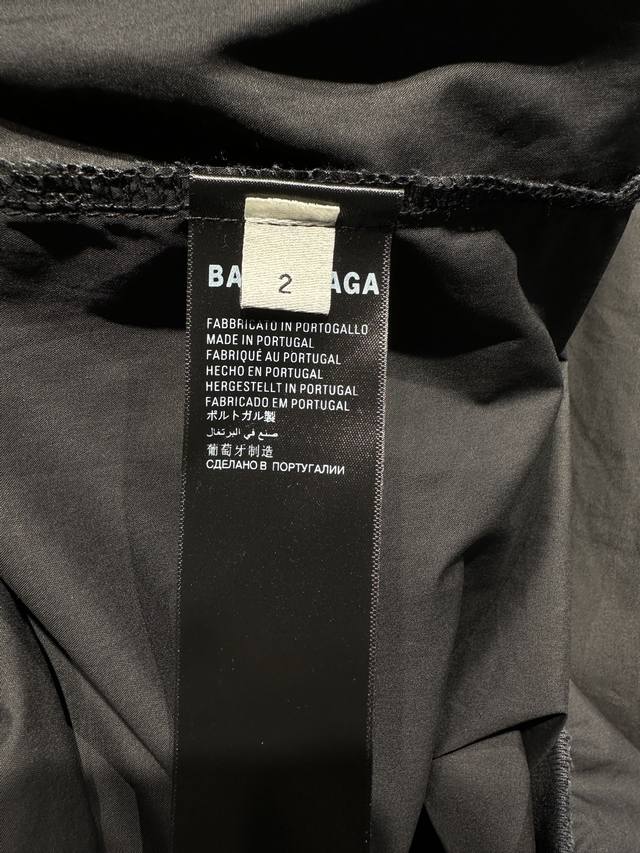 BA
2
AGA
FABBRICATO IN PORTOGALLO
MADE IN PORTUGAL
FABRIQUÉ AU PORTUGAL
HECHO EN PORTUGAL
HERGESTELLT IN PORTUGAL
FABRICADO EM PORTUGAL
ポルトガル製
صنع في البرتغال
葡萄牙制造
СДЕЛАНО В ПОРТУГАЛИИ